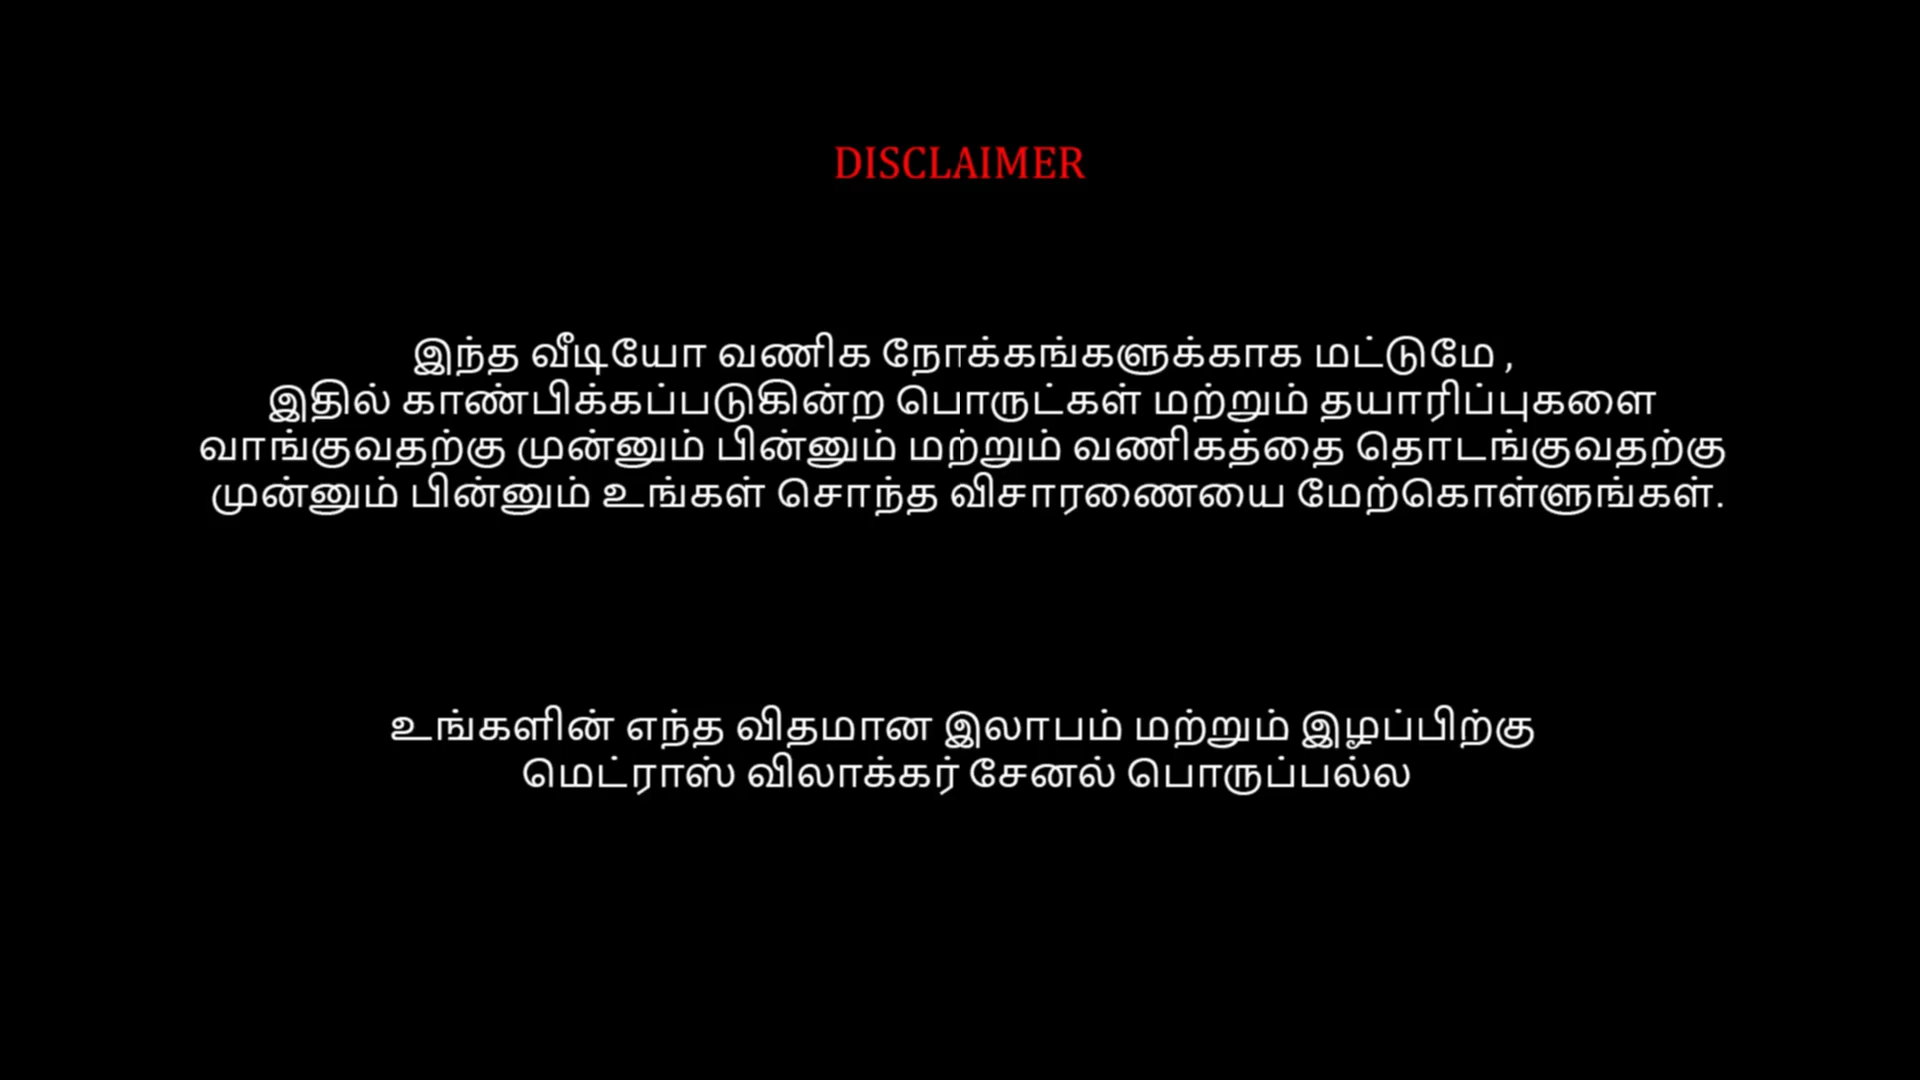 DISCLAIMER
இந்த வீடியோ வணிக நோக்கங்களுக்காக மட்டுமே ,
இதில் காண்பிக்கப்படுகின்ற பொருட்கள் மற்றும் தயாரிப்புகளை
வாங்குவதற்கு முன்னும் பின்னும் மற்றும் வணிகத்தை தொடங்குவதற்கு
முன்னும் பின்னும் உங்கள் சொந்த விசாரணையை மேற்கொள்ளுங்கள்.
உங்களின் எந்த விதமான இலாபம் மற்றும் இழப்பிற்கு
மெட்ராஸ் விலாக்கர் சேனல் பொருப்பல்ல